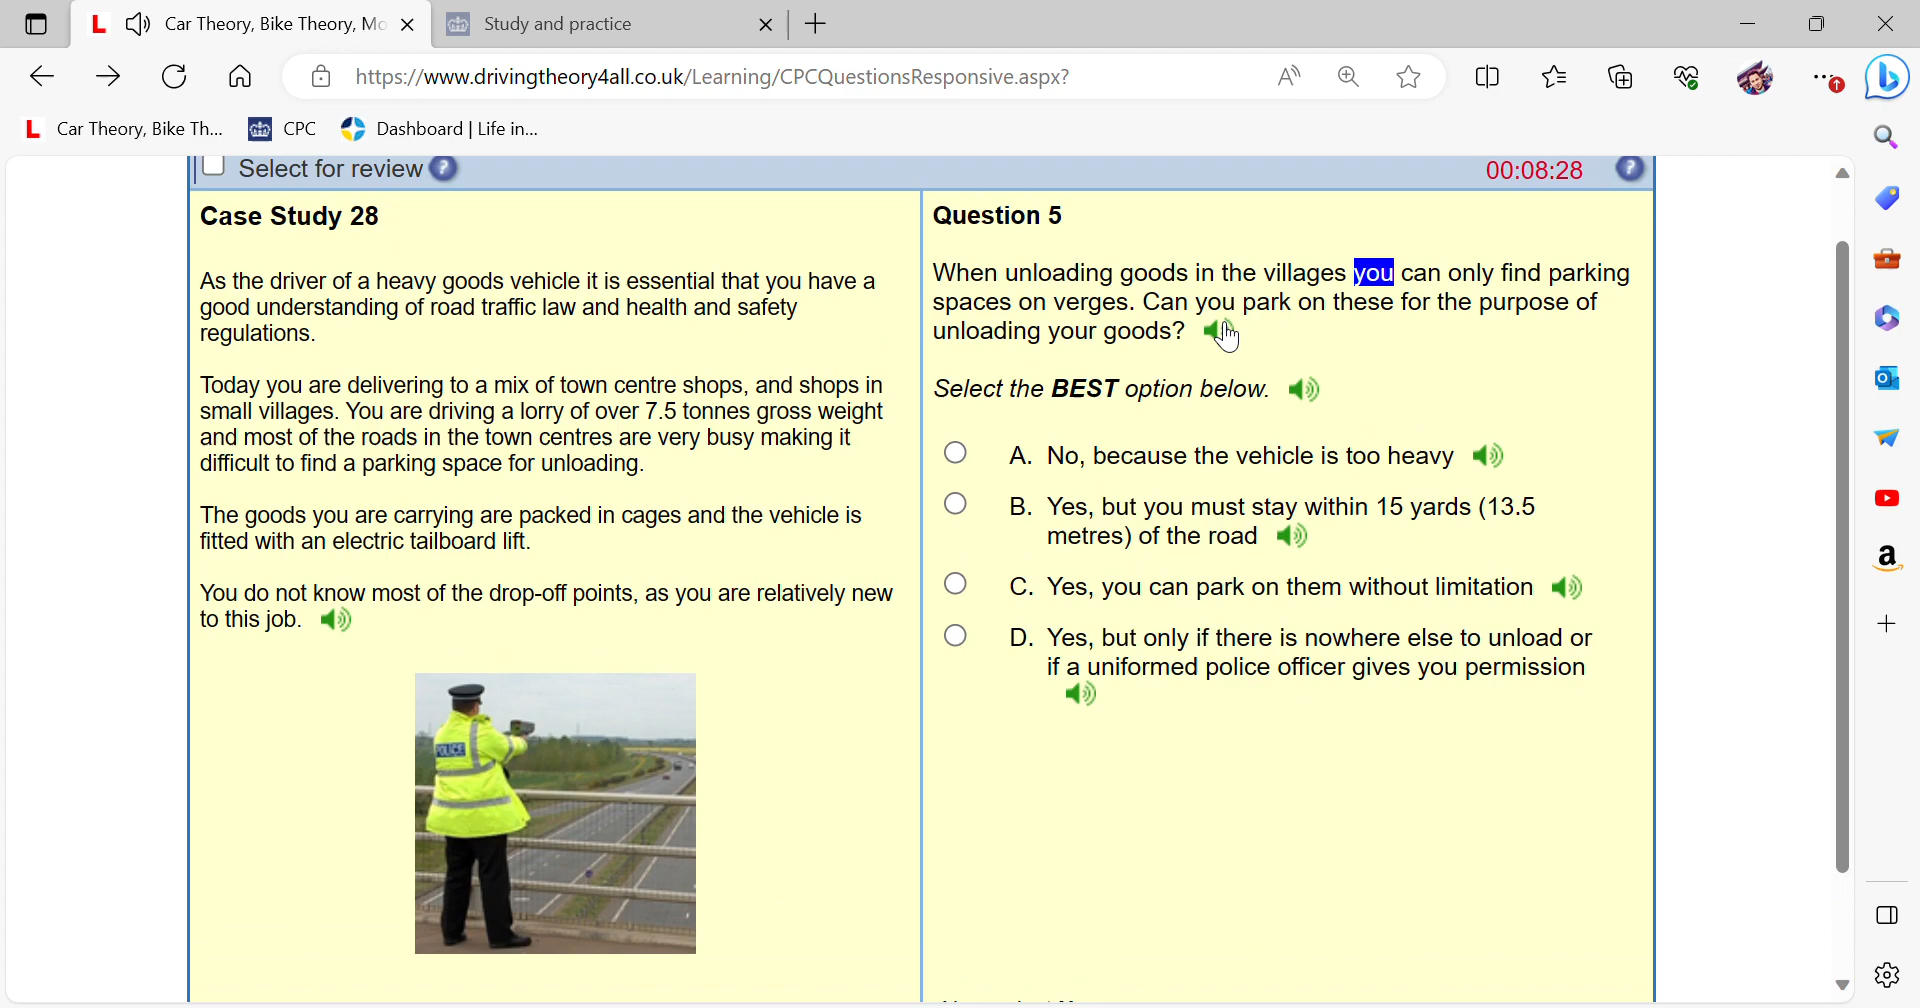 Car Theory, Bike Theory, Mo
Study and practice
https://www.drivingtheory4all.co.uk/Learning/CPCQuestionsResponsive.aspx?
Car Theory, Bike Th...
CPC
Dashboard | Life in...
Select for review
00:08:28
Case Study 28
As the driver of a heavy goods vehicle it is essential that you have a
good understanding of road traffic law and health and safety
regulations.
Today you are delivering to a mix of town centre shops, and shops in
small villages. You are driving a lorry of over 7.5 tonnes gross weight
and most of the roads in the town centres are very busy making it
difficult to find a parking space for unloading.
The goods you are carrying are packed in cages and the vehicle is
fitted with an electric tailboard lift.
You do not know most of the drop-off points, as you are relatively new
to this job.
POLICE
Question 5
When unloading goods in the villages you can only find parking
spaces on verges. Can you park on these for the purpose of
unloading your goods?
Select the BEST option below.
A. No, because the vehicle is too heavy
B. Yes, but you must stay within 15 yards (13.5
metres) of the road
C. Yes, you can park on them without limitation
D. Yes, but only if there is nowhere else to unload or
if a uniformed police officer gives you permission